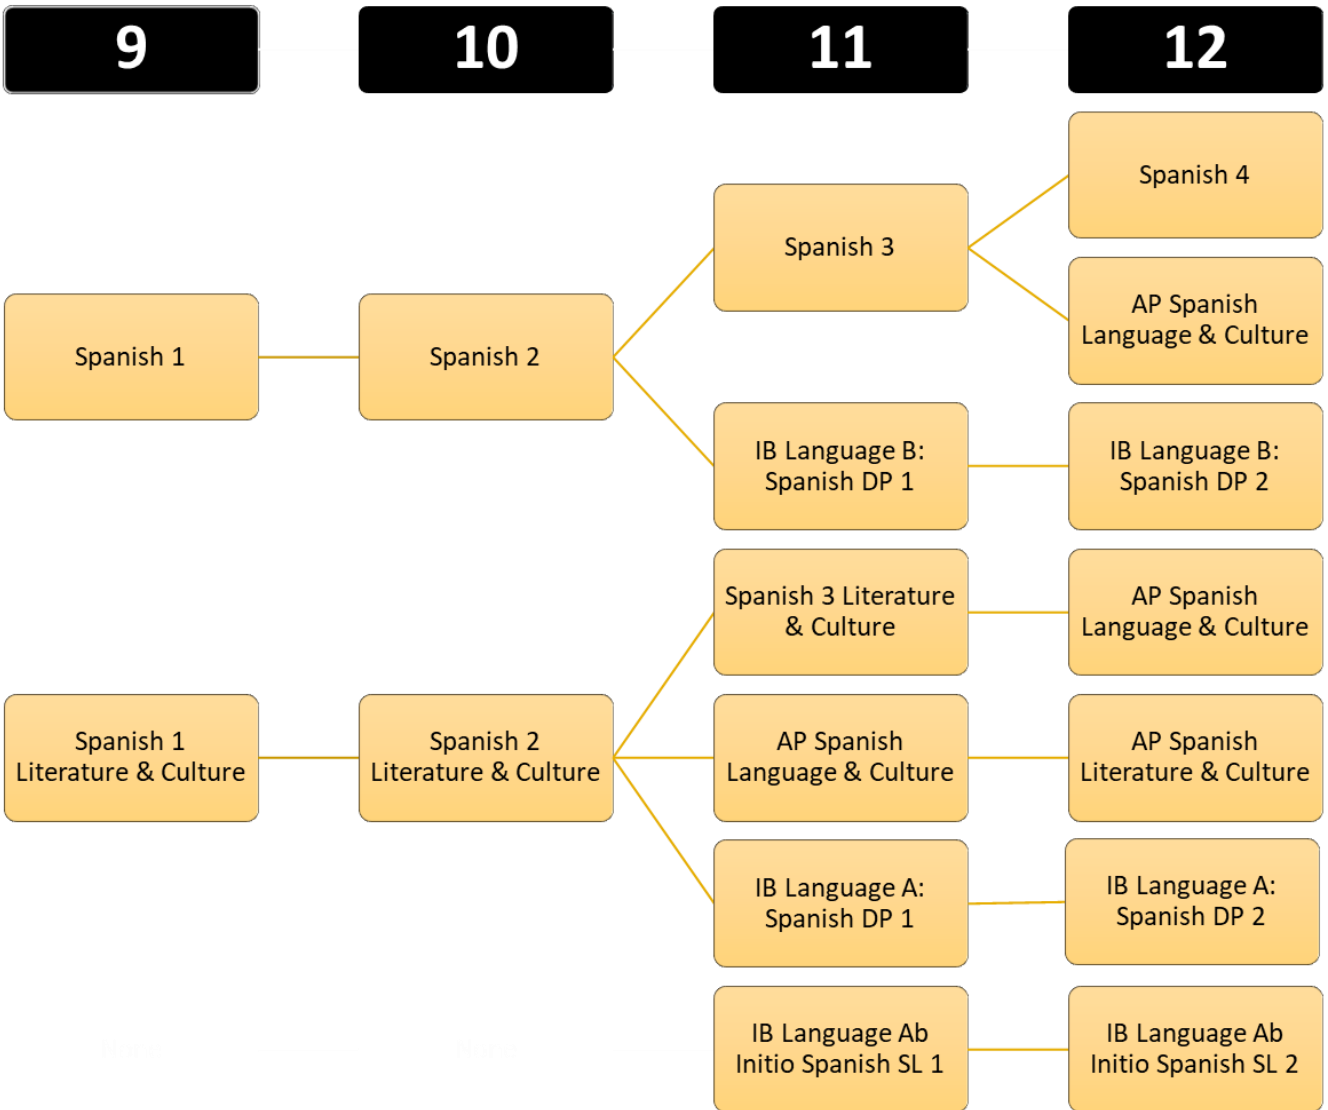 9
10
11
12
Spanish 4
Spanish 3
AP Spanish
Language & Culture
Spanish 1
Spanish 2
IB Language B:
Spanish DP 1
IB Language B:
Spanish DP 2
Spanish 3 Literature
& Culture
AP Spanish
Language & Culture
Spanish 1
Literature & Culture
Spanish 2
Literature & Culture
AP Spanish
Language & Culture
AP Spanish
Literature & Culture
IB Language A:
Spanish DP 1
IB Language A:
Spanish DP 2
IB Language Ab
Initio Spanish SL 1
IB Language Ab
Initio Spanish SL 2